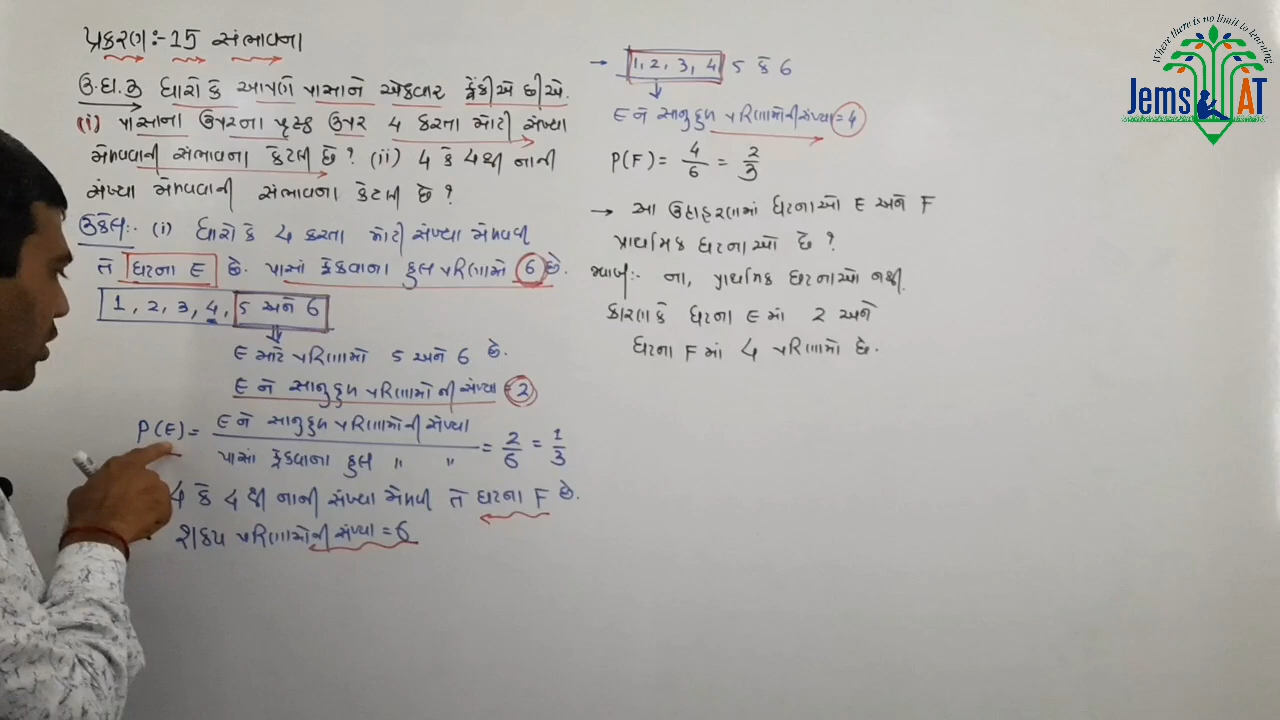 પ્રકરણ:-15 સંભાવના
ઉ.દા.૩ ધારો કે આપણે પાસાને એકવાર ફેંકીએ છીએ.
(i) પાસાના ઉપરના પૃષ્ઠ ઉપર 4 કરતા મોટી સંખ્યા
મેળવવાની સંભાવના કેટલી છે? (ii) 4 કે 4થી નાની
સંખ્યા મેળવવાની સંભાવના કેટલી છે?
ઉકેલ:- (i) ધારો કે 4 કરતા મોટી સંખ્યા મેળવવી
તે ઘટના E છે. પાસાં ફેંકવાના કુલ પરિણામો 6 છે.
1, 2, 3, 4, 5 અને 6
E માટે પરિણામો 5 અને 6 છે.
E ને સાનુકુળ પરિણામો ની સંખ્યા = 2
P(E) = E ને સાનુકુળ પરિણામોની સંખ્યા / પાસાં ફેંકવાના કુલ " " = 2/6 = 1/3
4 કે 4થી નાની સંખ્યા મેળવવી તે ઘટના F છે.
શક્ય પરિણામોની સંખ્યા = 6
→ 1, 2, 3, 4, 5 કે 6
E ને સાનુકુળ પરિણામોની સંખ્યા = 4
P(F) = 4/6 = 2/3
→ આ ઉદાહરણમાં ઘટનાઓ E અને F
પ્રાથમિક ઘટનાઓ છે?
જવાબ:- ના, પ્રાથમિક ઘટનાઓ નથી.
કારણકે ઘટના E માં 2 અને
ઘટના F માં 4 પરિણામો છે.
Where there is no limit to learning
Jems AT